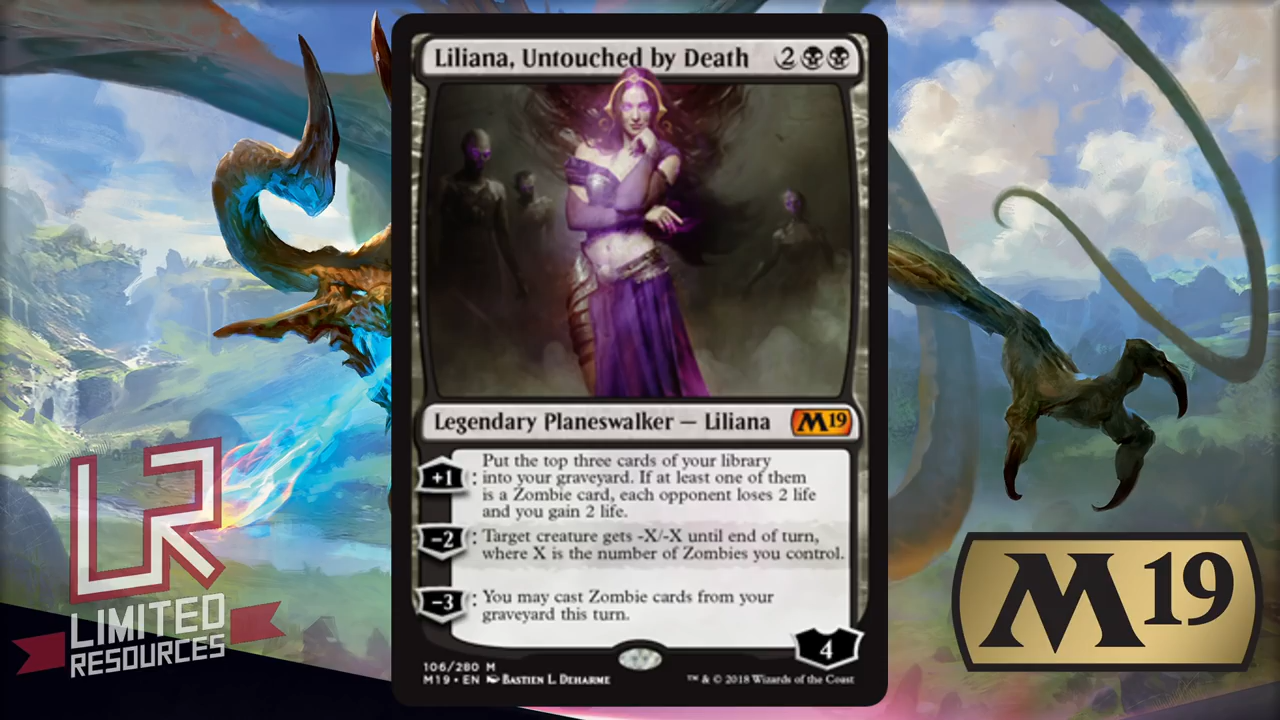 Liliana, Untouched by Death 2
Legendary Planeswalker — Liliana M19
+1 : Put the top three cards of your library
into your graveyard. If at least one of them
is a Zombie card, each opponent loses 2 life
and you gain 2 life.
−2 : Target creature gets -X/-X until end of turn,
where X is the number of Zombies you control.
−3 : You may cast Zombie cards from your
graveyard this turn.
4
106/280 M
M19 • EN Bastien L. Deharme
™ & © 2018 Wizards of the Coast
LR
LIMITED
RESOURCES
M19